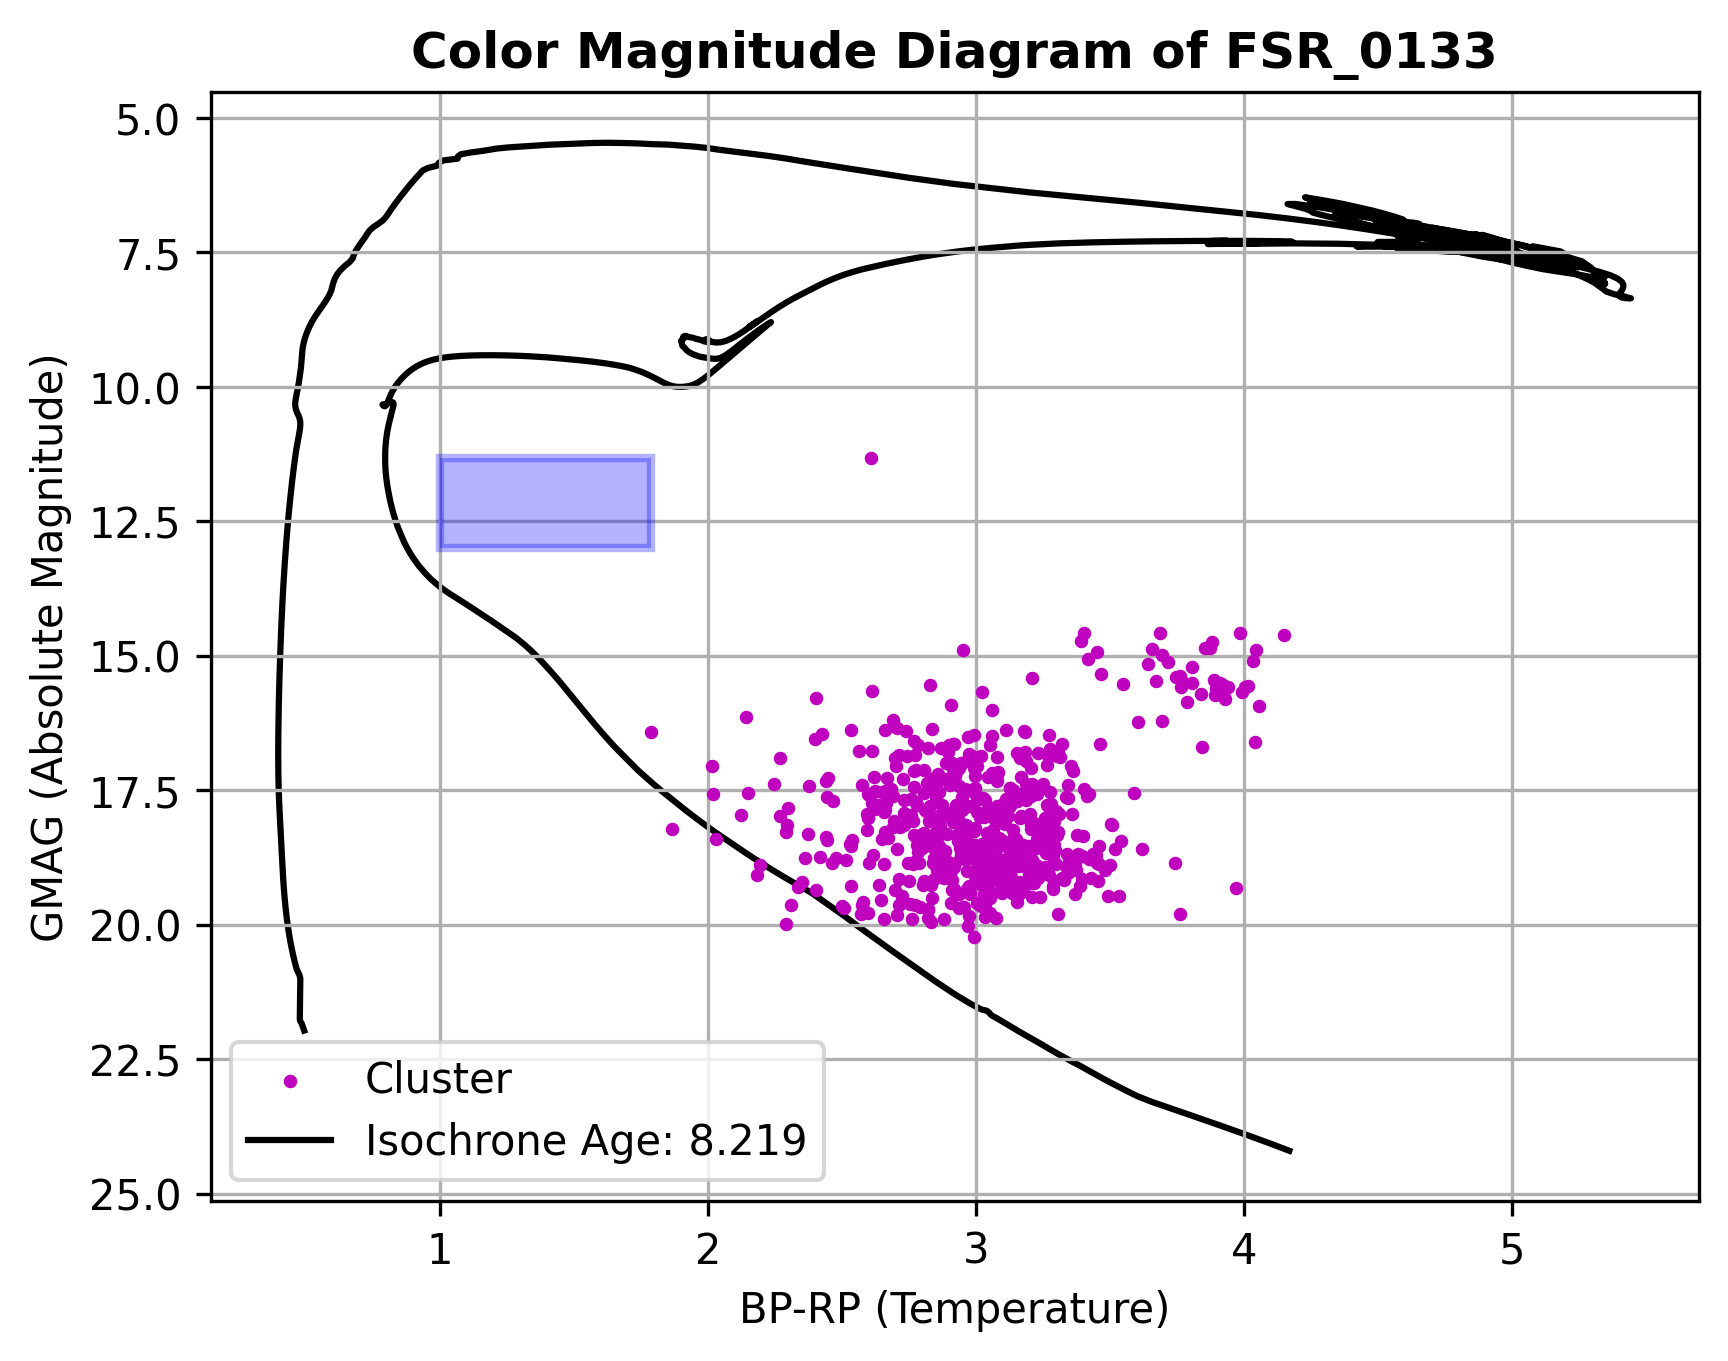 Color Magnitude Diagram of FSR_0133
GMAG (Absolute Magnitude)
5.0
7.5
10.0
12.5
15.0
17.5
20.0
22.5
25.0
Cluster
Isochrone Age: 8.219
1 2 3 4 5
BP-RP (Temperature)